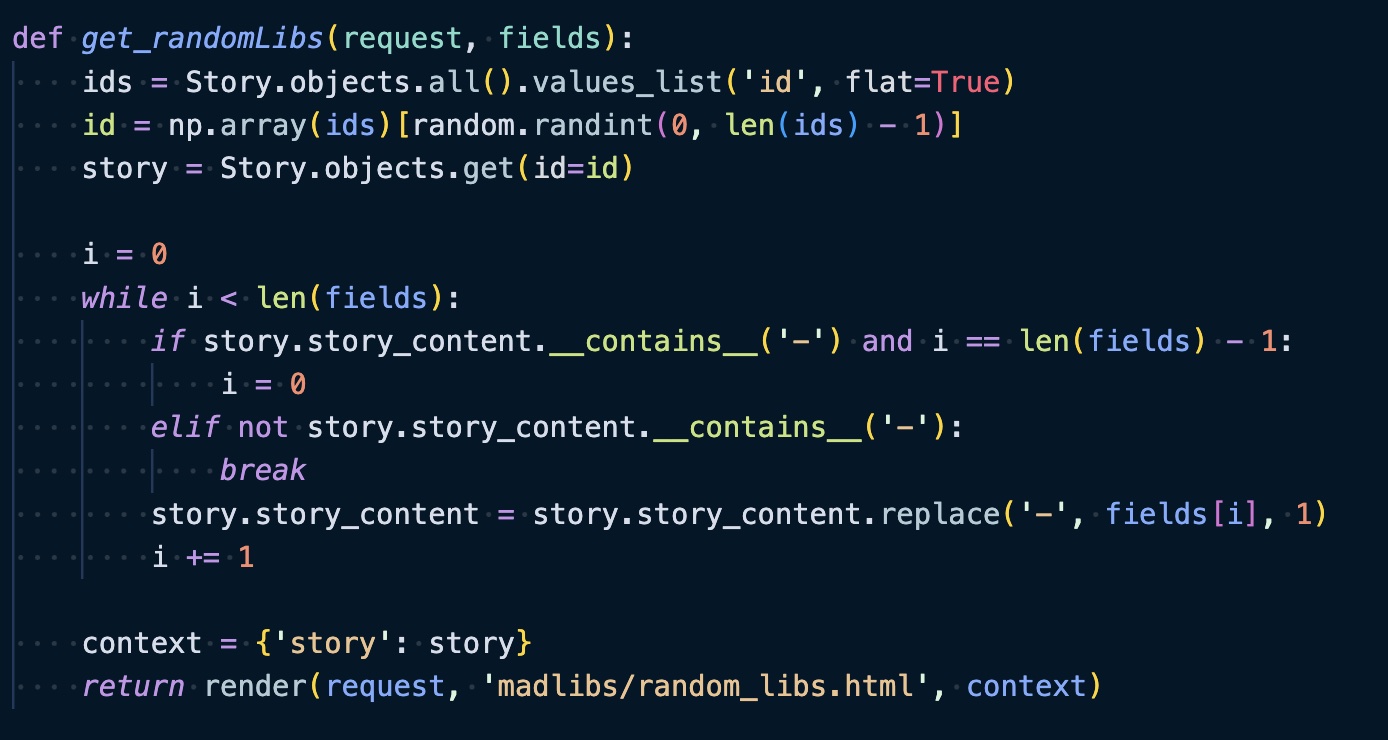 def get_randomLibs(request, fields):
    ids = Story.objects.all().values_list('id', flat=True)
    id = np.array(ids)[random.randint(0, len(ids) - 1)]
    story = Story.objects.get(id=id)

    i = 0
    while i < len(fields):
        if story.story_content.__contains__('-') and i == len(fields) - 1:
            i = 0
        elif not story.story_content.__contains__('-'):
            break
        story.story_content = story.story_content.replace('-', fields[i], 1)
        i += 1

    context = {'story': story}
    return render(request, 'madlibs/random_libs.html', context)